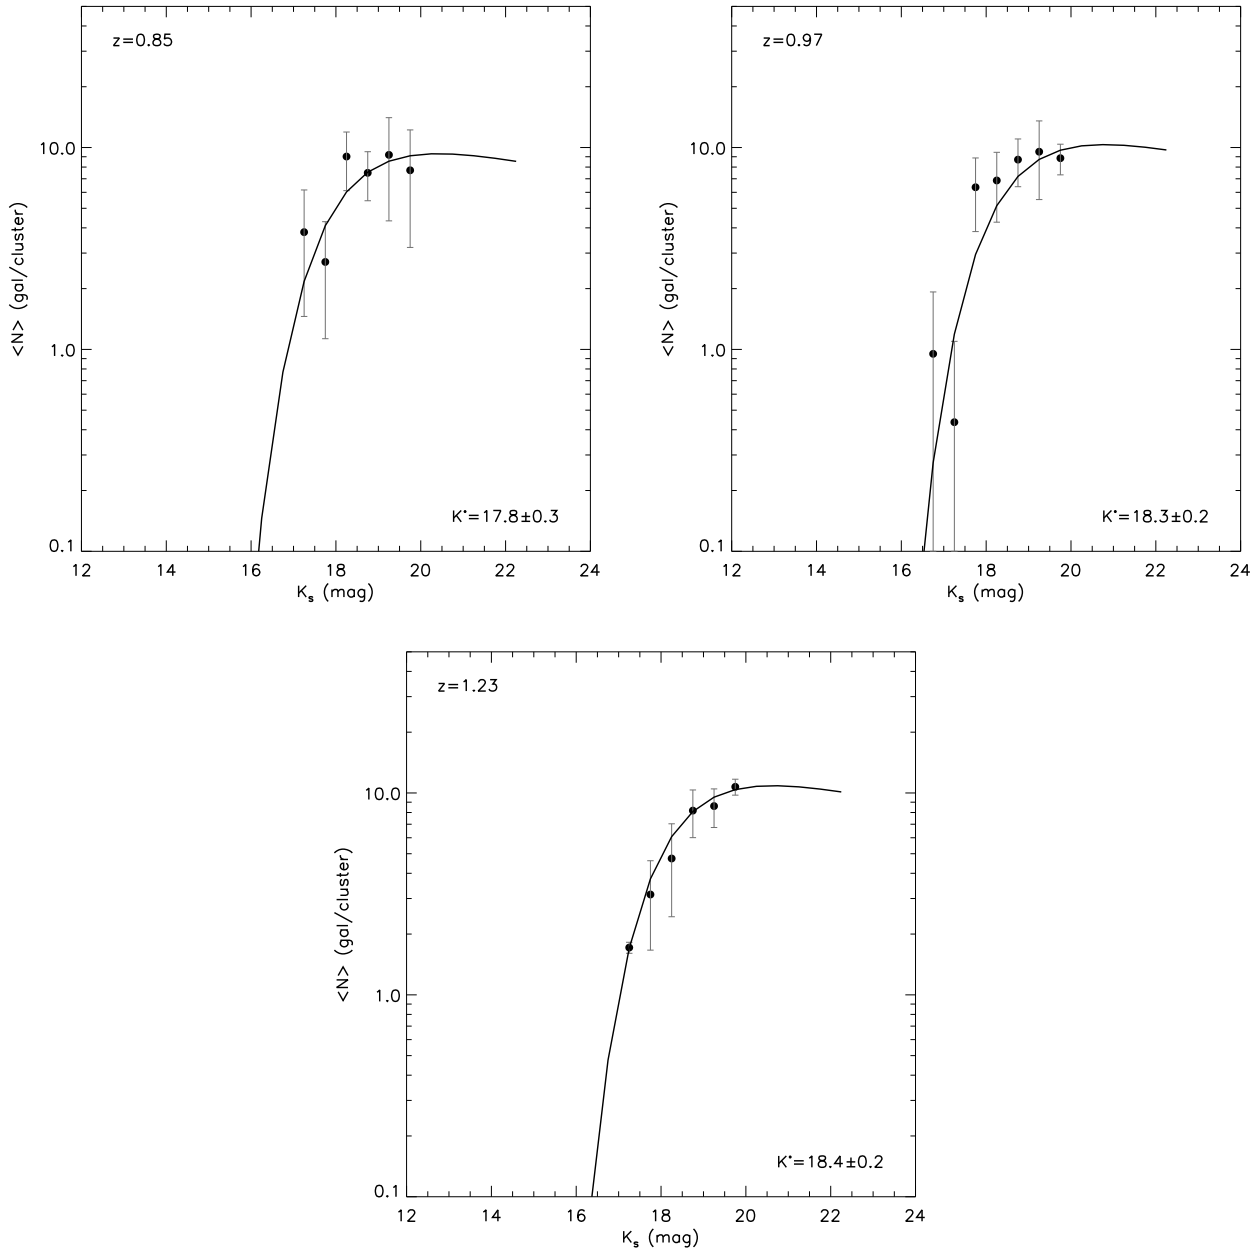 z=0.85
<N> (gal/cluster)
10.0
1.0
0.1
K*=17.8±0.3
12 14 16 18 20 22 24
Ks (mag)
z=0.97
<N> (gal/cluster)
10.0
1.0
0.1
K*=18.3±0.2
12 14 16 18 20 22 24
Ks (mag)
z=1.23
<N> (gal/cluster)
10.0
1.0
0.1
K*=18.4±0.2
12 14 16 18 20 22 24
Ks (mag)